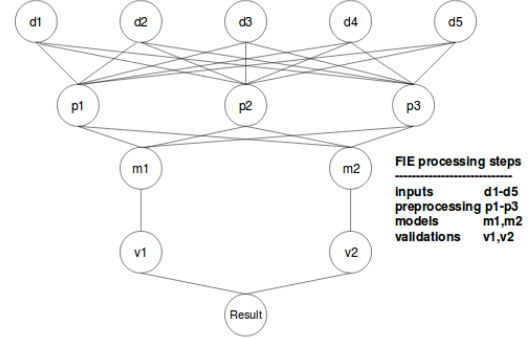 d1 d2 d3 d4 d5
p1 p2 p3
m1 m2
FIE processing steps
-----------------------------
inputs d1-d5
preprocessing p1-p3
models m1,m2
validations v1,v2
v1 v2
Result